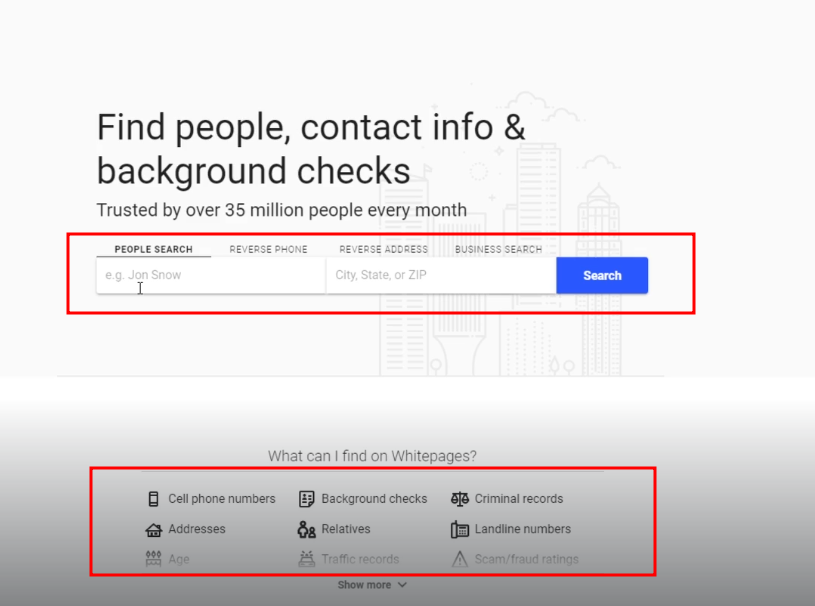 Find people, contact info &
background checks
Trusted by over 35 million people every month
PEOPLE SEARCH REVERSE PHONE REVERSE ADDRESS BUSINESS SEARCH
e.g. Jon Snow City, State, or ZIP Search
What can I find on Whitepages?
Cell phone numbers Background checks Criminal records
Addresses Relatives Landline numbers
Age Traffic records Scam/fraud ratings
Show more